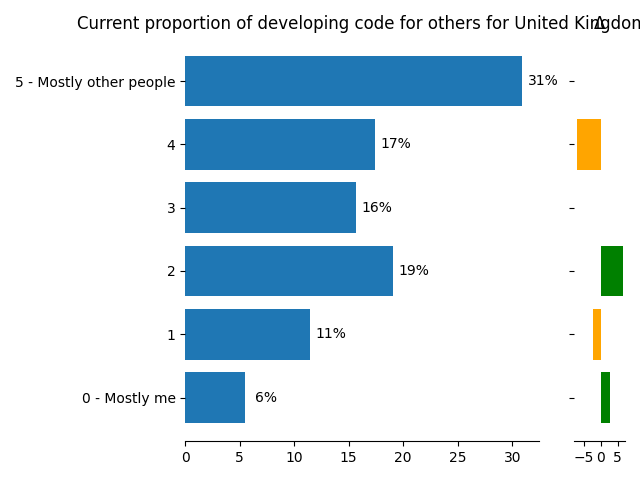 Current proportion of developing code for others for United Kingdom
Δ
5 - Mostly other people
31%
4
17%
3
16%
2
19%
1
11%
0 - Mostly me
6%
0 5 10 15 20 25 30
−5 0 5